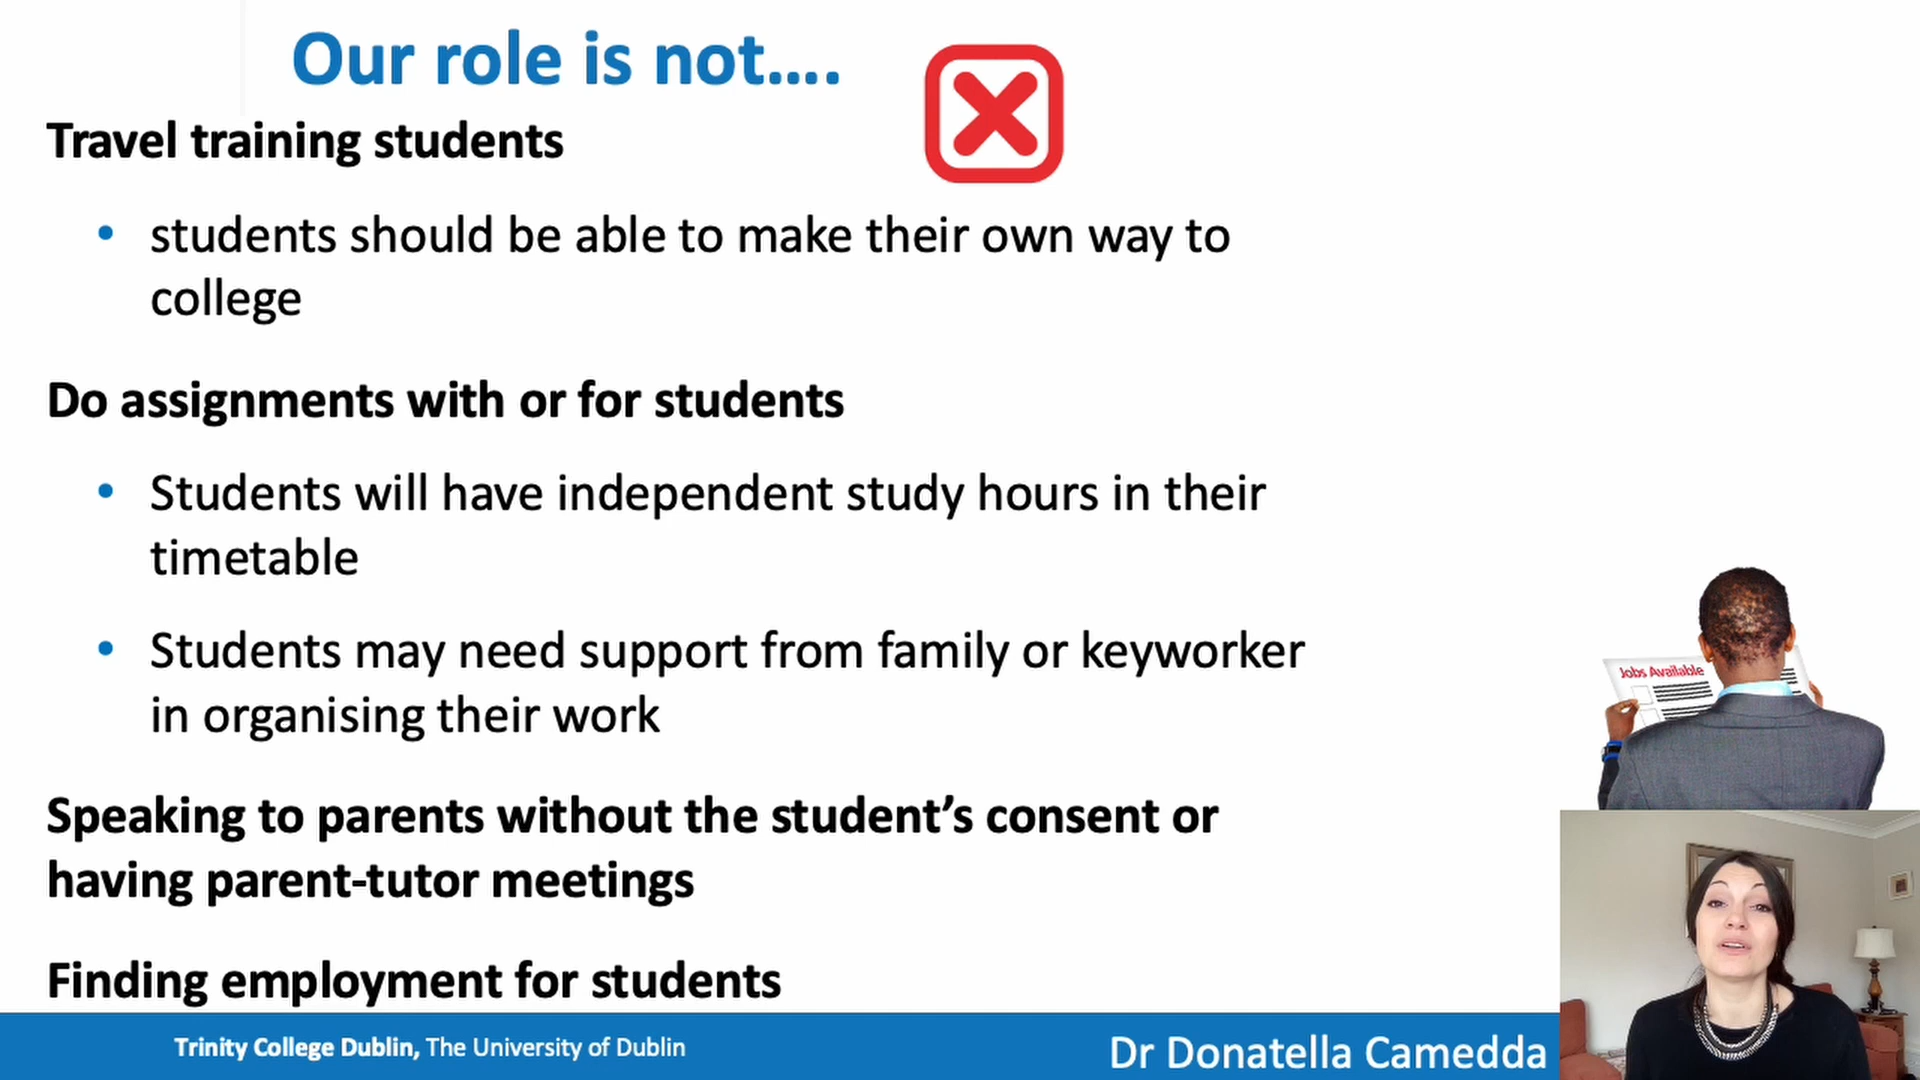 Our role is not….
Travel training students
• students should be able to make their own way to
college
Do assignments with or for students
• Students will have independent study hours in their
timetable
• Students may need support from family or keyworker
in organising their work
Jobs Available
Speaking to parents without the student’s consent or
having parent-tutor meetings
Finding employment for students
Trinity College Dublin, The University of Dublin
Dr Donatella Camedda